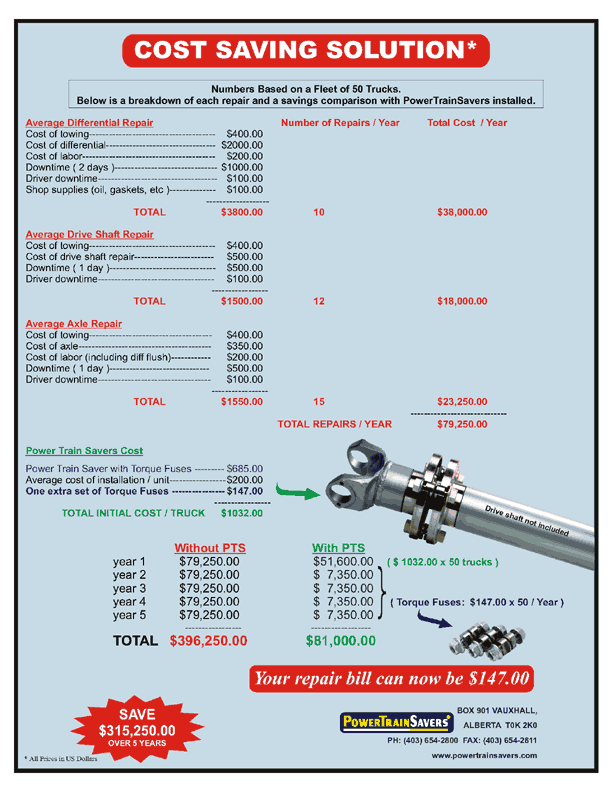 COST SAVING SOLUTION*
Numbers Based on a Fleet of 50 Trucks.
Below is a breakdown of each repair and a savings comparison with PowerTrainSavers installed.
Average Differential Repair Number of Repairs / Year Total Cost / Year
Cost of towing-------------------------------------- $400.00
Cost of differential--------------------------------- $2000.00
Cost of labor---------------------------------------- $200.00
Downtime ( 2 days )------------------------------- $1000.00
Driver downtime------------------------------------ $100.00
Shop supplies (oil, gaskets, etc )-------------- $100.00
-------------------
TOTAL $3800.00 10 $38,000.00
Average Drive Shaft Repair
Cost of towing-------------------------------------- $400.00
Cost of drive shaft repair------------------------ $500.00
Downtime ( 1 day )-------------------------------- $500.00
Driver downtime----------------------------------- $100.00
-----------------
TOTAL $1500.00 12 $18,000.00
Average Axle Repair
Cost of towing------------------------------------- $400.00
Cost of axle---------------------------------------- $350.00
Cost of labor (including diff flush)------------ $200.00
Downtime ( 1 day )------------------------------ $500.00
Driver downtime---------------------------------- $100.00
-----------------
TOTAL $1550.00 15 $23,250.00
-----------------------------
TOTAL REPAIRS / YEAR $79,250.00
Power Train Savers Cost
Power Train Saver with Torque Fuses --------- $685.00
Average cost of installation / unit-----------------$200.00
One extra set of Torque Fuses ---------------- $147.00
-----------------
TOTAL INITIAL COST / TRUCK $1032.00
Drive shaft not included
Without PTS With PTS
year 1 $79,250.00 $51,600.00 ( $ 1032.00 x 50 trucks )
year 2 $79,250.00 $ 7,350.00
year 3 $79,250.00 $ 7,350.00
year 4 $79,250.00 $ 7,350.00 ( Torque Fuses: $147.00 x 50 / Year )
year 5 $79,250.00 $ 7,350.00
----------------- -----------------
TOTAL $396,250.00 $81,000.00
Your repair bill can now be $147.00
SAVE
$315,250.00
OVER 5 YEARS
* All Prices in US Dollars
POWERTRAINSAVERS
BOX 901 VAUXHALL,
ALBERTA T0K 2K0
PH: (403) 654-2800 FAX: (403) 654-2811
www.powertrainsavers.com